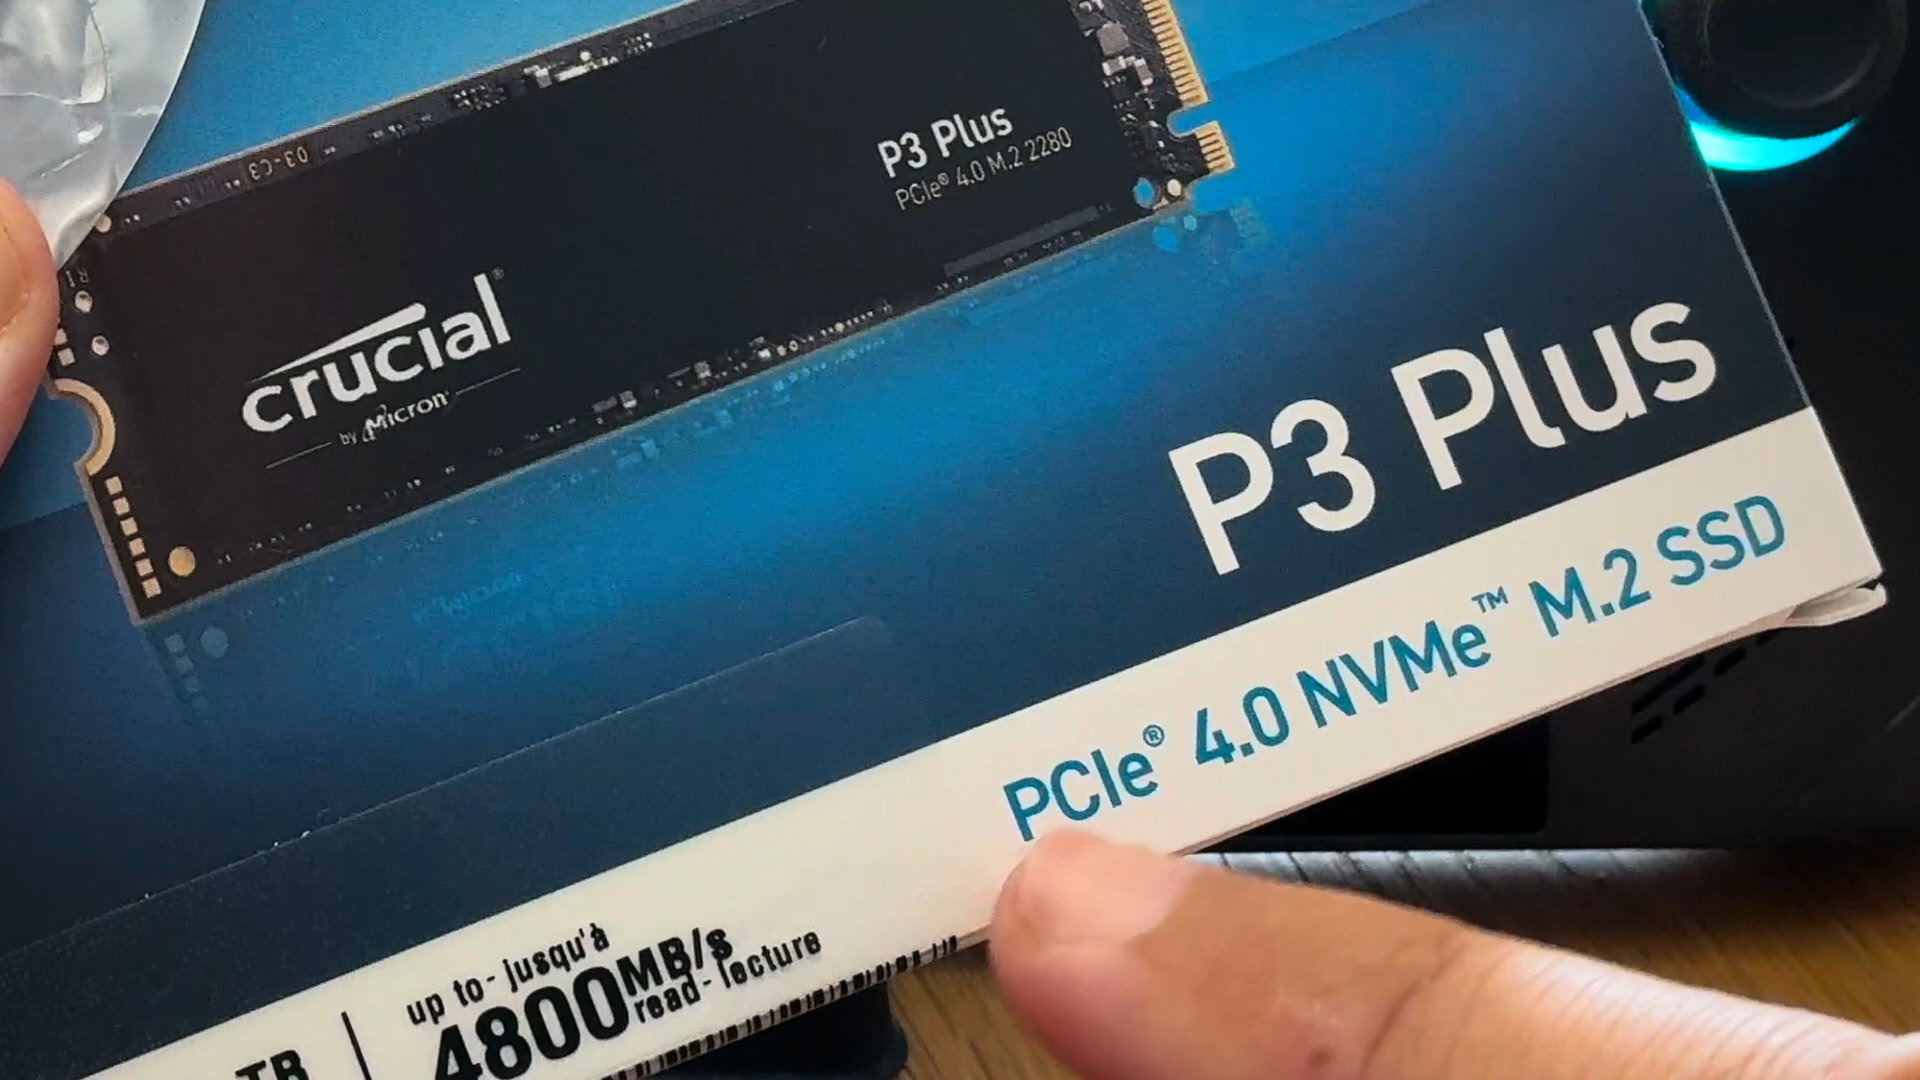 03-C3
P3 Plus
PCIe® 4.0 M.2 2280
R1
crucial®
by Micron®
P3 Plus
PCIe® 4.0 NVMe™ M.2 SSD
up to - jusqu'à
4800MB/s
read - lecture
TB